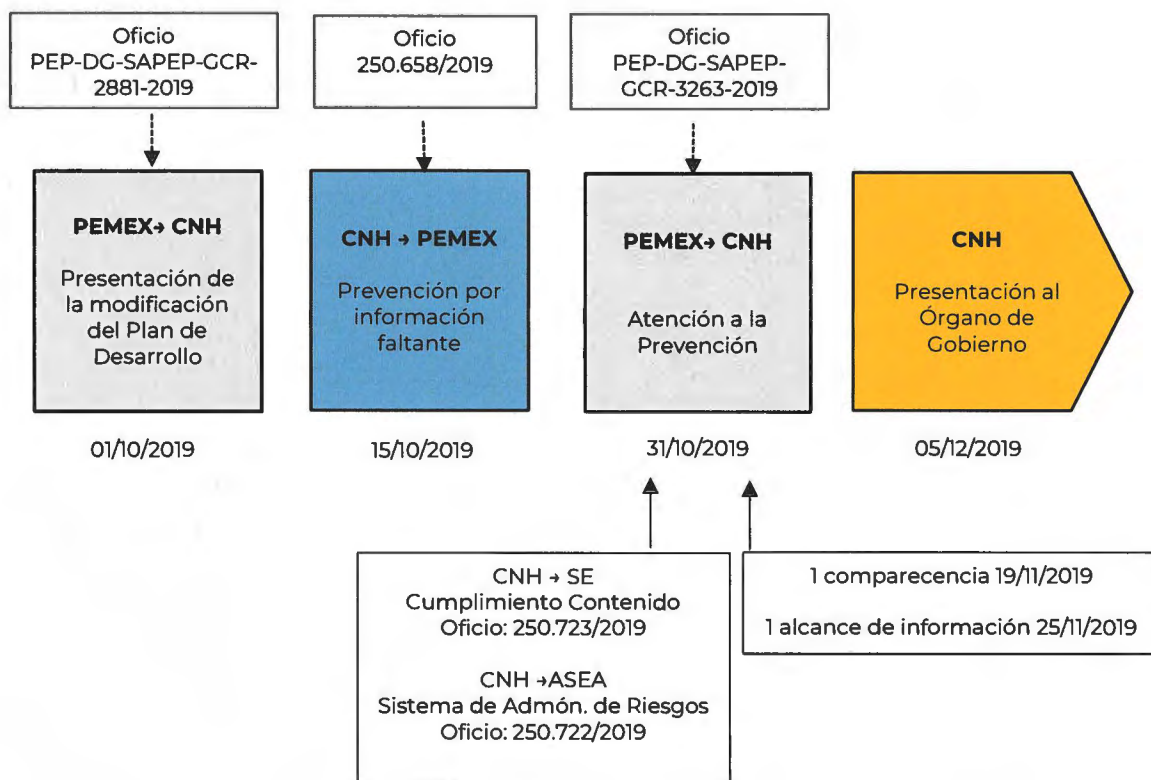 Oficio
PEP-DG-SAPEP-GCR-
2881-2019
Oficio
250.658/2019
Oficio
PEP-DG-SAPEP-
GCR-3263-2019
PEMEX→ CNH
Presentación de
la modificación
del Plan de
Desarrollo
CNH → PEMEX
Prevención por
información
faltante
PEMEX→ CNH
Atención a la
Prevención
CNH
Presentación al
Órgano de
Gobierno
01/10/2019
15/10/2019
31/10/2019
05/12/2019
CNH → SE
Cumplimiento Contenido
Oficio: 250.723/2019
CNH →ASEA
Sistema de Admón. de Riesgos
Oficio: 250.722/2019
1 comparecencia 19/11/2019
1 alcance de información 25/11/2019